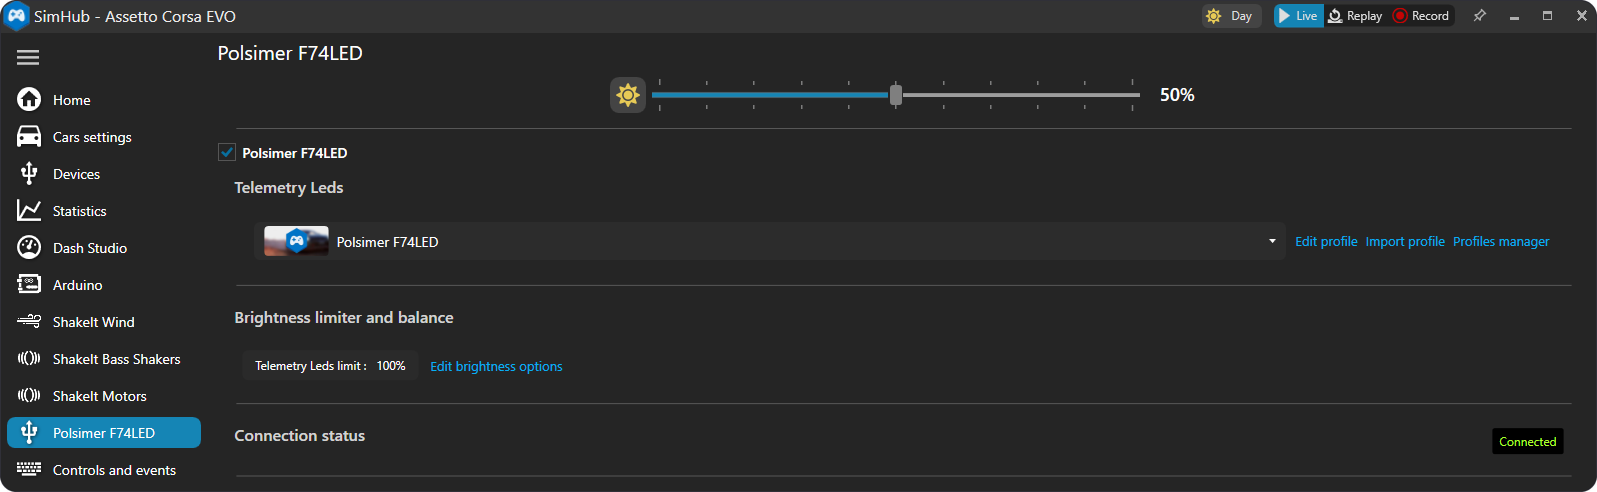 SimHub - Assetto Corsa EVO
Day
Live
Replay
Record
Polsimer F74LED
50%
Home
Cars settings
Devices
Statistics
Dash Studio
Arduino
ShakeIt Wind
ShakeIt Bass Shakers
ShakeIt Motors
Polsimer F74LED
Controls and events
Polsimer F74LED
Telemetry Leds
Polsimer F74LED
Edit profile Import profile Profiles manager
Brightness limiter and balance
Telemetry Leds limit : 100% Edit brightness options
Connection status
Connected